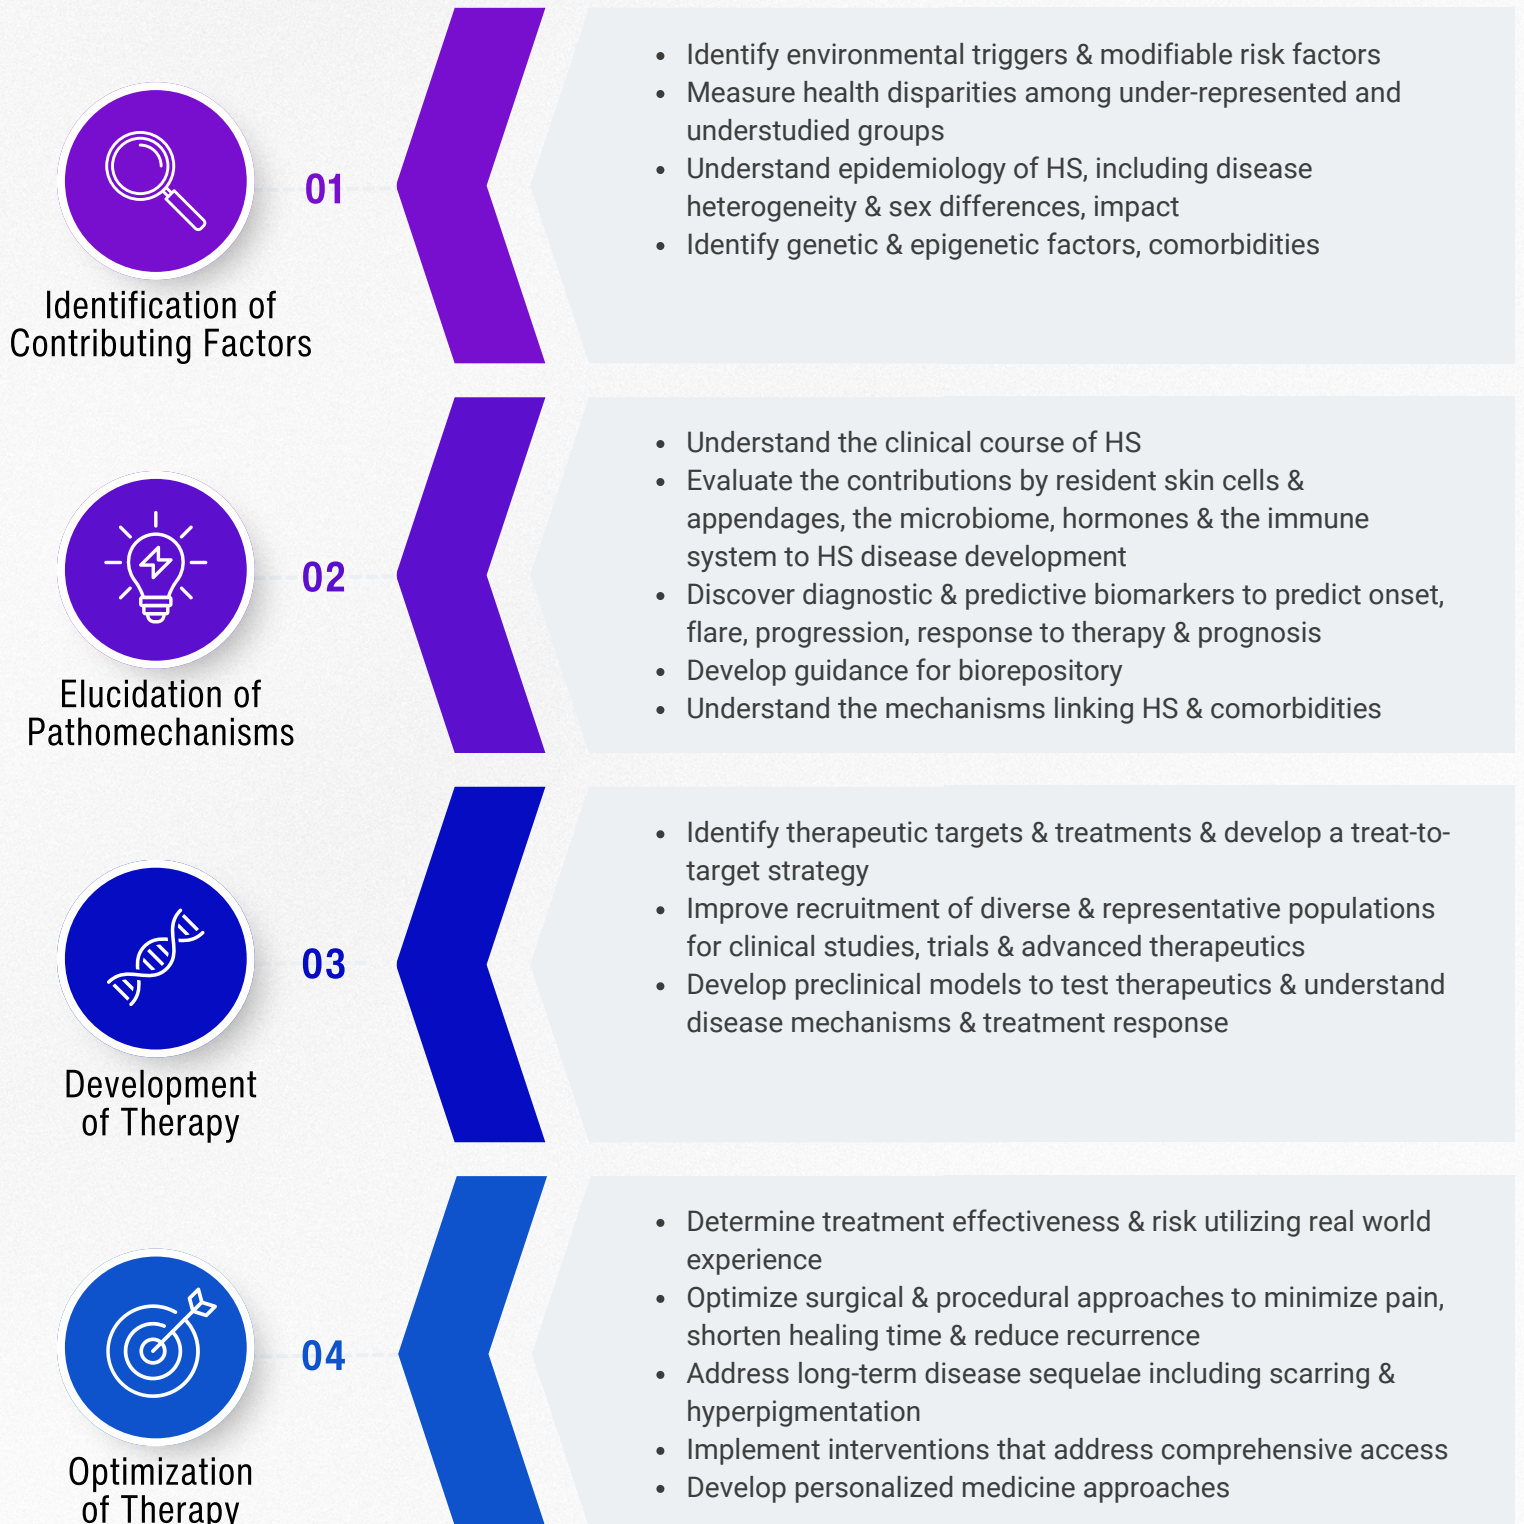 01
Identification of
Contributing Factors
• Identify environmental triggers & modifiable risk factors
• Measure health disparities among under-represented and
understudied groups
• Understand epidemiology of HS, including disease
heterogeneity & sex differences, impact
• Identify genetic & epigenetic factors, comorbidities
02
Elucidation of
Pathomechanisms
• Understand the clinical course of HS
• Evaluate the contributions by resident skin cells &
appendages, the microbiome, hormones & the immune
system to HS disease development
• Discover diagnostic & predictive biomarkers to predict onset,
flare, progression, response to therapy & prognosis
• Develop guidance for biorepository
• Understand the mechanisms linking HS & comorbidities
03
Development
of Therapy
• Identify therapeutic targets & treatments & develop a treat-to-
target strategy
• Improve recruitment of diverse & representative populations
for clinical studies, trials & advanced therapeutics
• Develop preclinical models to test therapeutics & understand
disease mechanisms & treatment response
04
Optimization
of Therapy
• Determine treatment effectiveness & risk utilizing real world
experience
• Optimize surgical & procedural approaches to minimize pain,
shorten healing time & reduce recurrence
• Address long-term disease sequelae including scarring &
hyperpigmentation
• Implement interventions that address comprehensive access
• Develop personalized medicine approaches